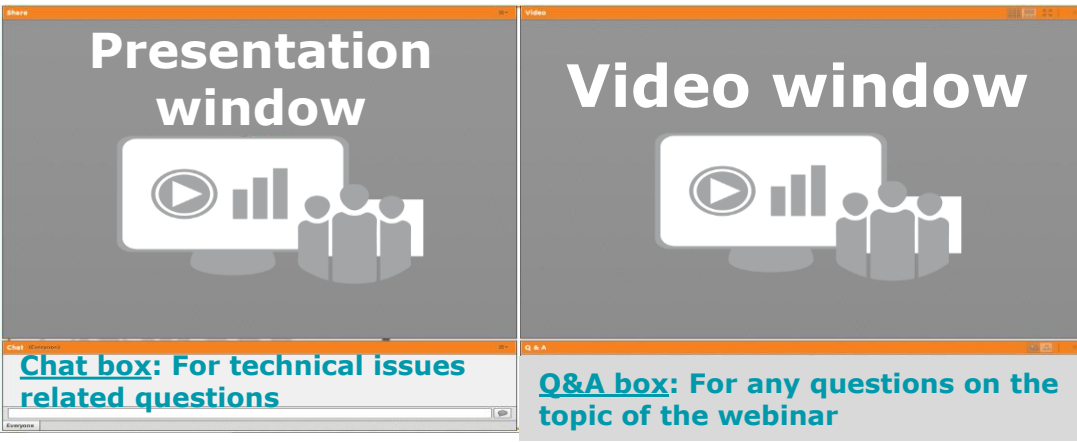 Share
Presentation
window
Chat (Everyone)
Chat box: For technical issues
related questions
Everyone
Video
Video window
Q & A
Q&A box: For any questions on the
topic of the webinar